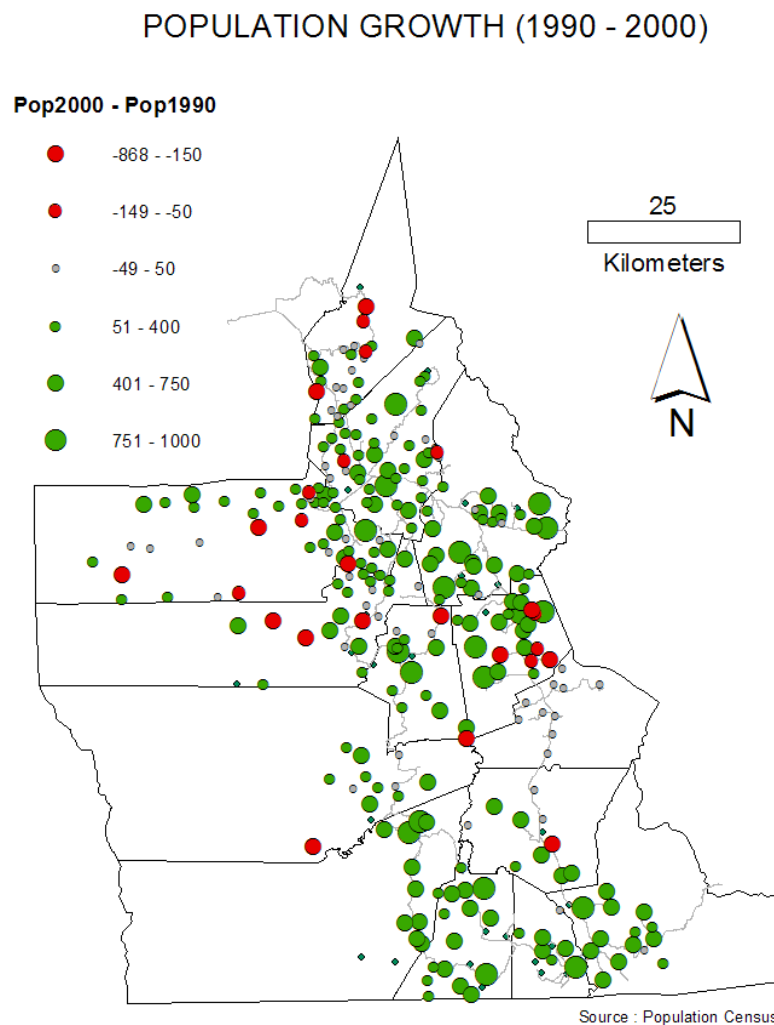 POPULATION GROWTH (1990 - 2000)
Pop2000 - Pop1990
-868 - -150
-149 - -50
-49 - 50
51 - 400
401 - 750
751 - 1000
25
Kilometers
N
Source : Population Census